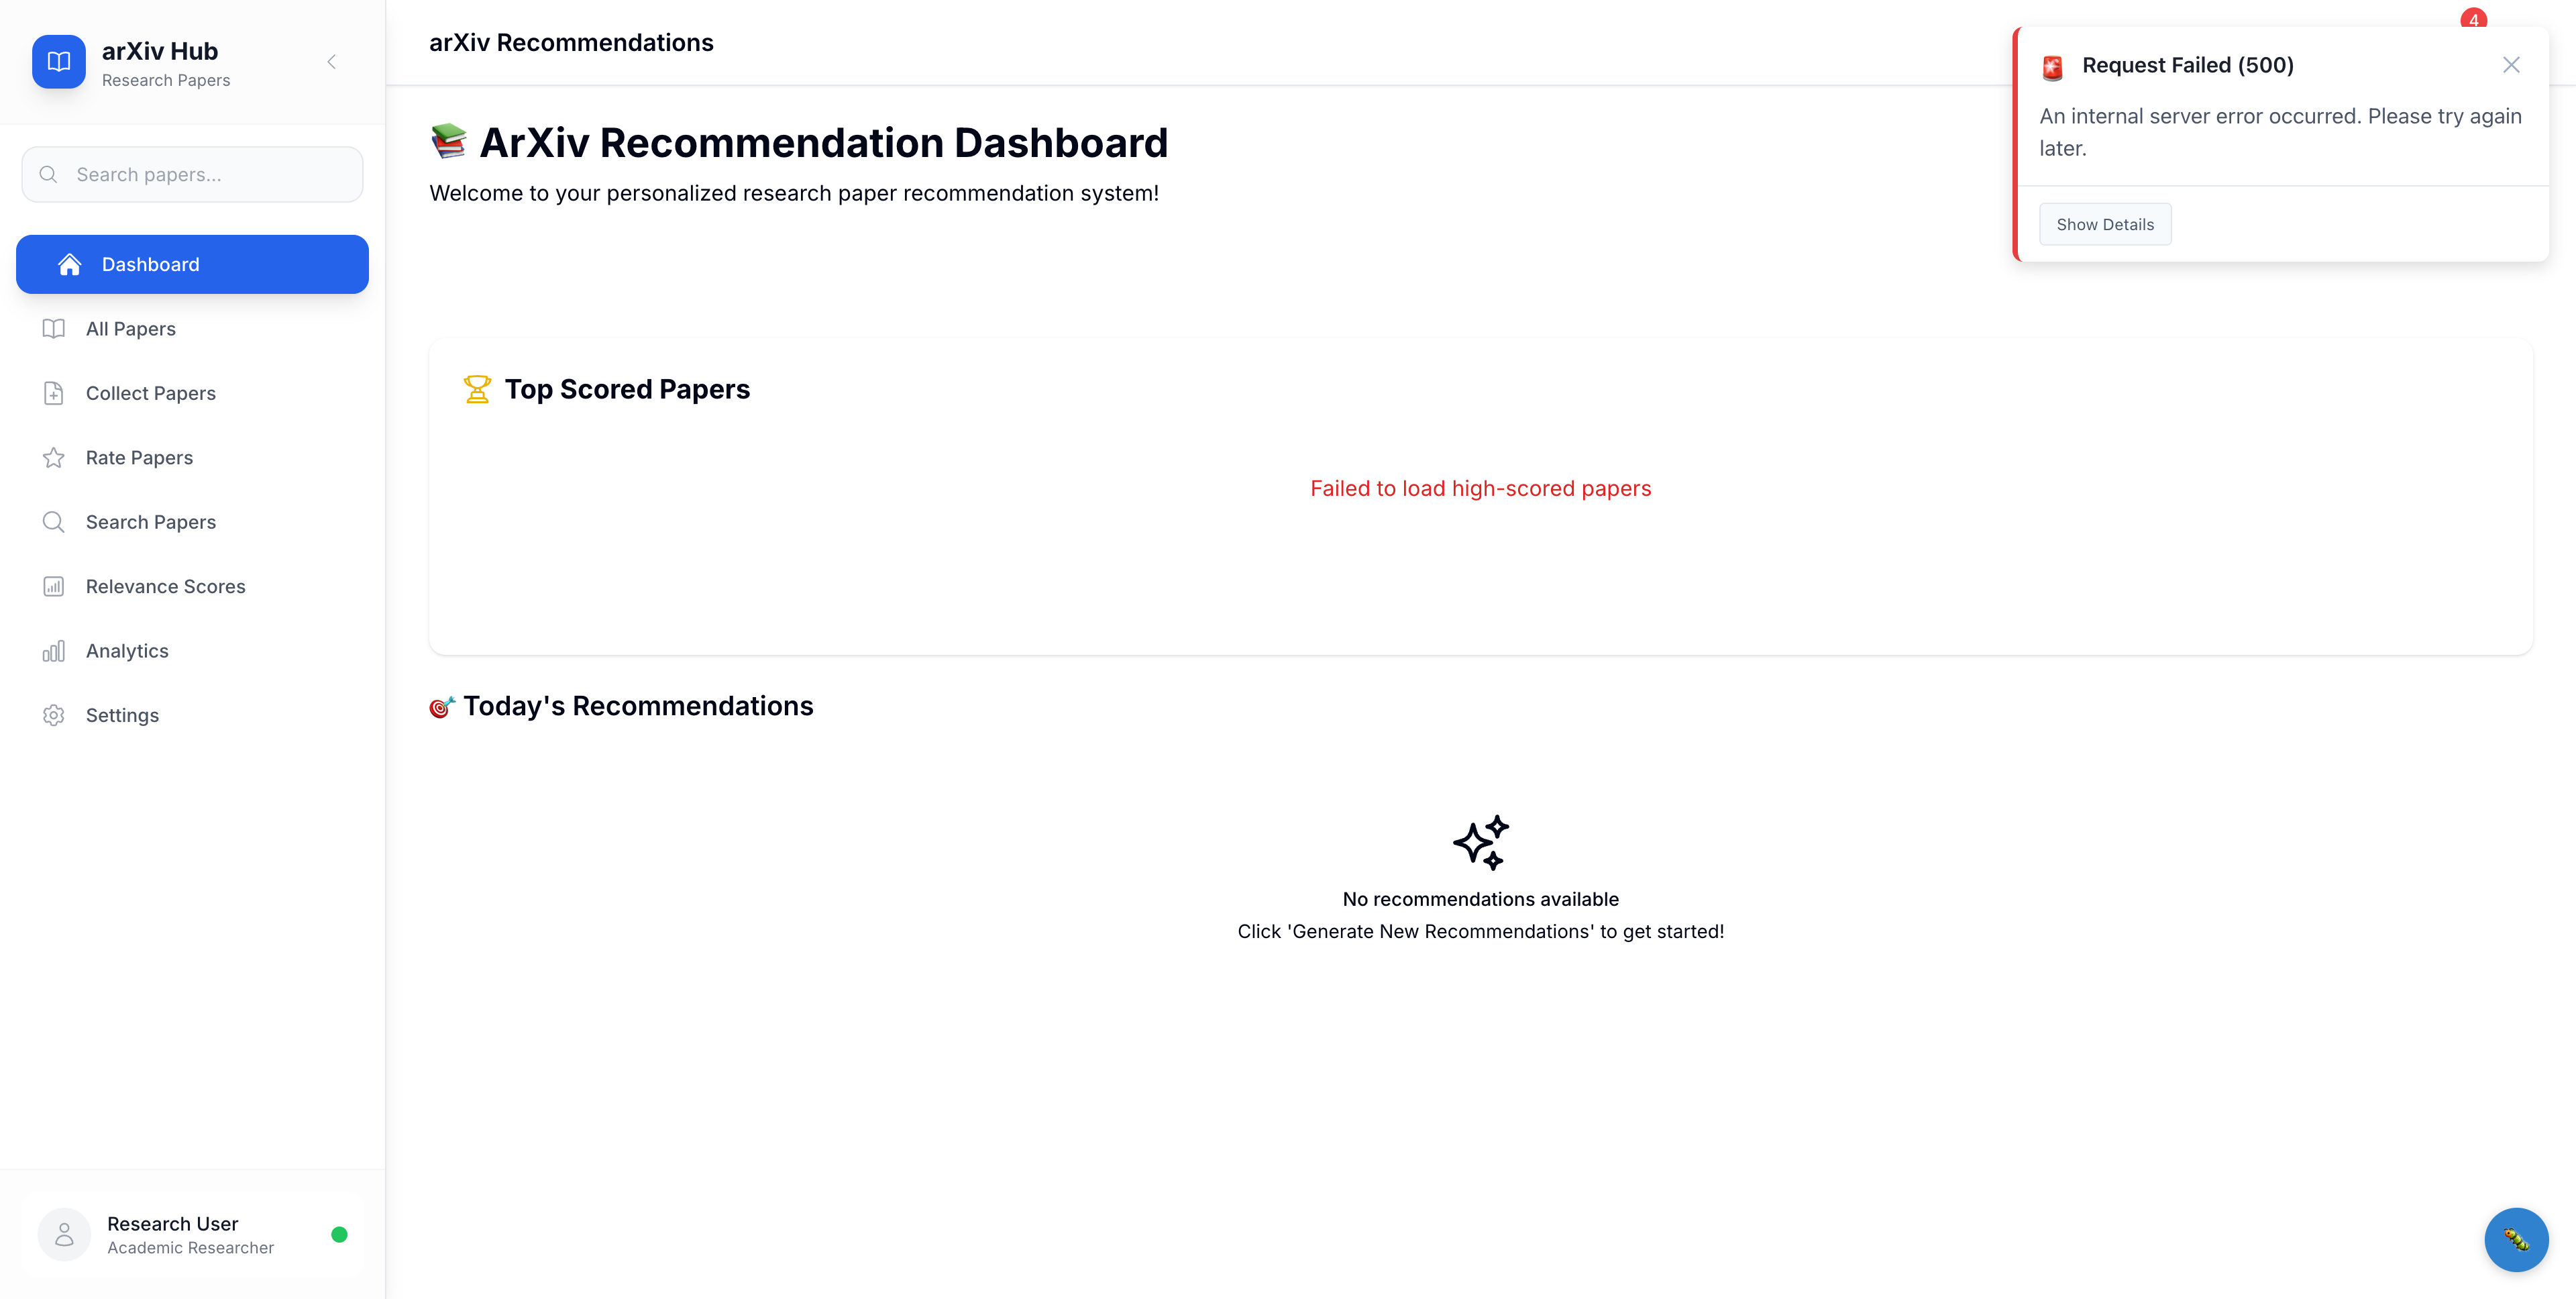 arXiv Hub
Research Papers
Search papers...
Dashboard
All Papers
Collect Papers
Rate Papers
Search Papers
Relevance Scores
Analytics
Settings
Research User
Academic Researcher
arXiv Recommendations
4
ArXiv Recommendation Dashboard
Welcome to your personalized research paper recommendation system!
Request Failed (500)
An internal server error occurred. Please try again
later.
Show Details
Top Scored Papers
Failed to load high-scored papers
Today's Recommendations
No recommendations available
Click 'Generate New Recommendations' to get started!